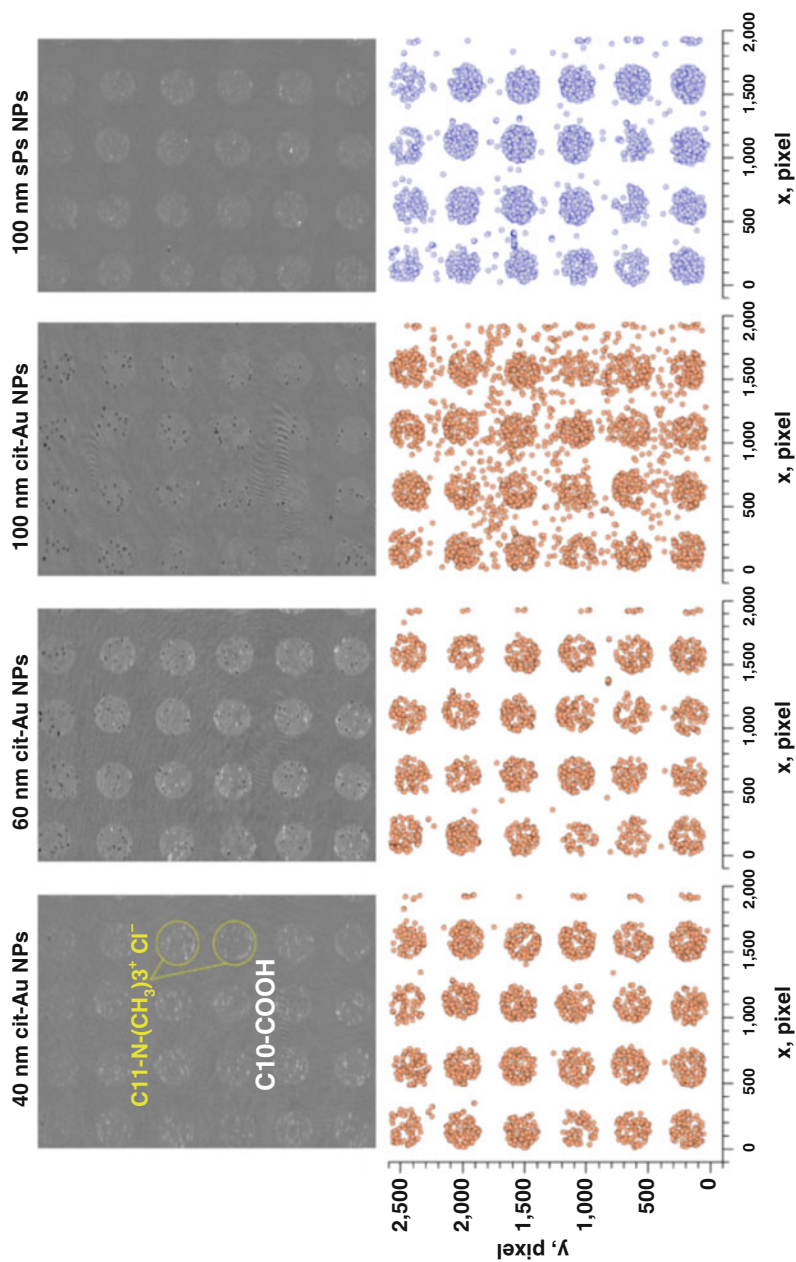 40 nm cit-Au NPs
60 nm cit-Au NPs
100 nm cit-Au NPs
100 nm sPs NPs
C11-N-(CH3)3+ Cl−
C10-COOH
y, pixel
2,500
2,000
1,500
1,000
500
0
0
500
1,000
1,500
2,000
x, pixel
0
500
1,000
1,500
2,000
x, pixel
0
500
1,000
1,500
2,000
x, pixel
0
500
1,000
1,500
2,000
x, pixel